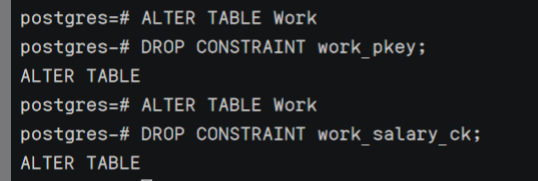 postgres=# ALTER TABLE Work
postgres-# DROP CONSTRAINT work_pkey;
ALTER TABLE
postgres=# ALTER TABLE Work
postgres-# DROP CONSTRAINT work_salary_ck;
ALTER TABLE